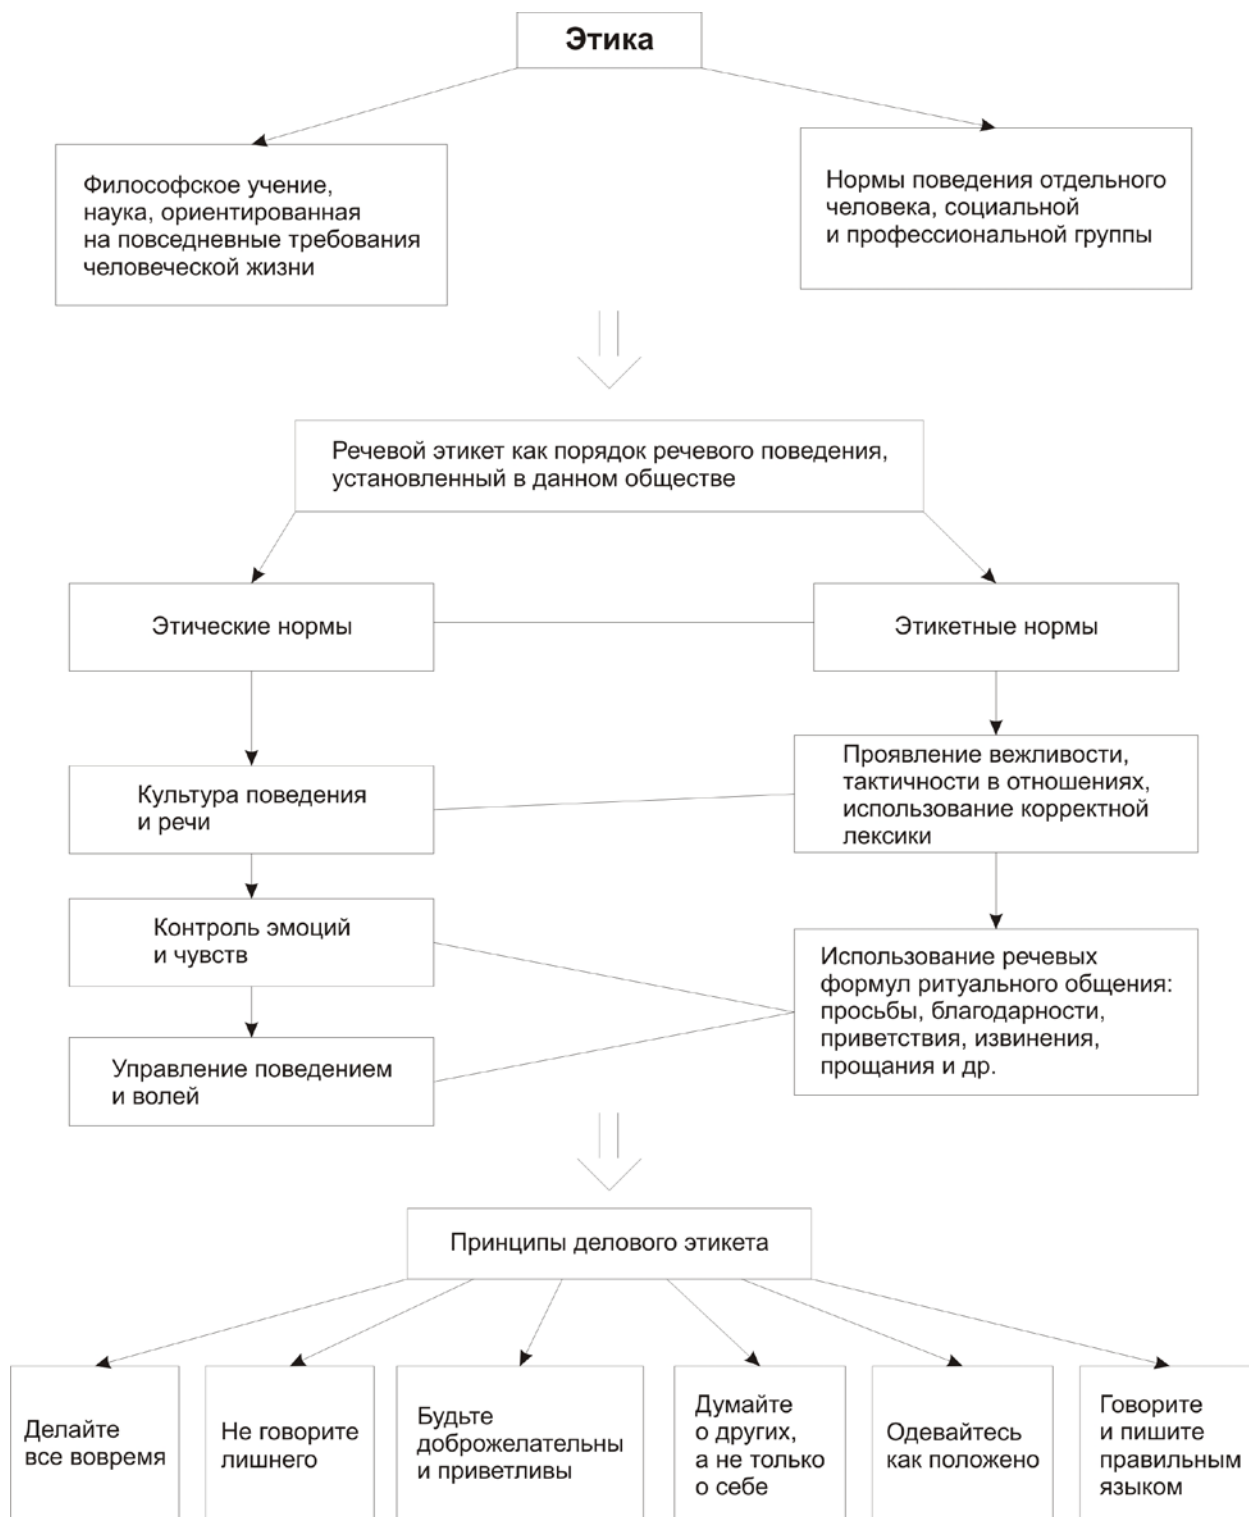 Этика
Философское учение,
наука, ориентированная
на повседневные требования
человеческой жизни
Нормы поведения отдельного
человека, социальной
и профессиональной группы
Речевой этикет как порядок речевого поведения,
установленный в данном обществе
Этические нормы
Этикетные нормы
Культура поведения
и речи
Проявление вежливости,
тактичности в отношениях,
использование корректной
лексики
Контроль эмоций
и чувств
Использование речевых
формул ритуального общения:
просьбы, благодарности,
приветствия, извинения,
прощания и др.
Управление поведением
и волей
Принципы делового этикета
Делайте
все вовремя
Не говорите
лишнего
Будьте
доброжелательны
и приветливы
Думайте
о других,
а не только
о себе
Одевайтесь
как положено
Говорите
и пишите
правильным
языком